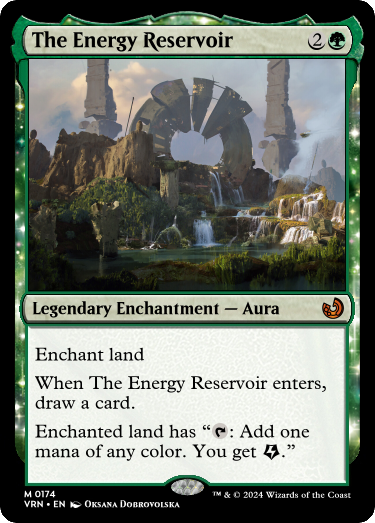 The Energy Reservoir 2
Legendary Enchantment — Aura
Enchant land
When The Energy Reservoir enters,
draw a card.
Enchanted land has “: Add one
mana of any color. You get .”
M 0174
VRN • EN Oksana Dobrovolska
™ & © 2024 Wizards of the Coast